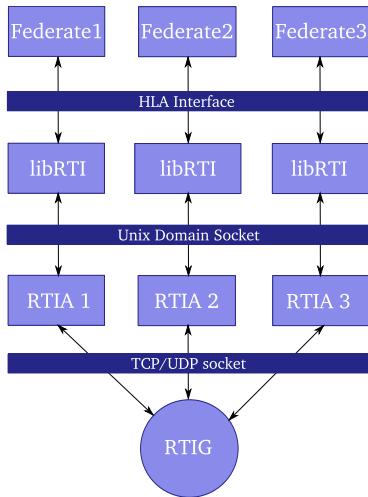 Federate1 Federate2 Federate3
HLA Interface
libRTI libRTI libRTI
Unix Domain Socket
RTIA 1 RTIA 2 RTIA 3
TCP/UDP socket
RTIG